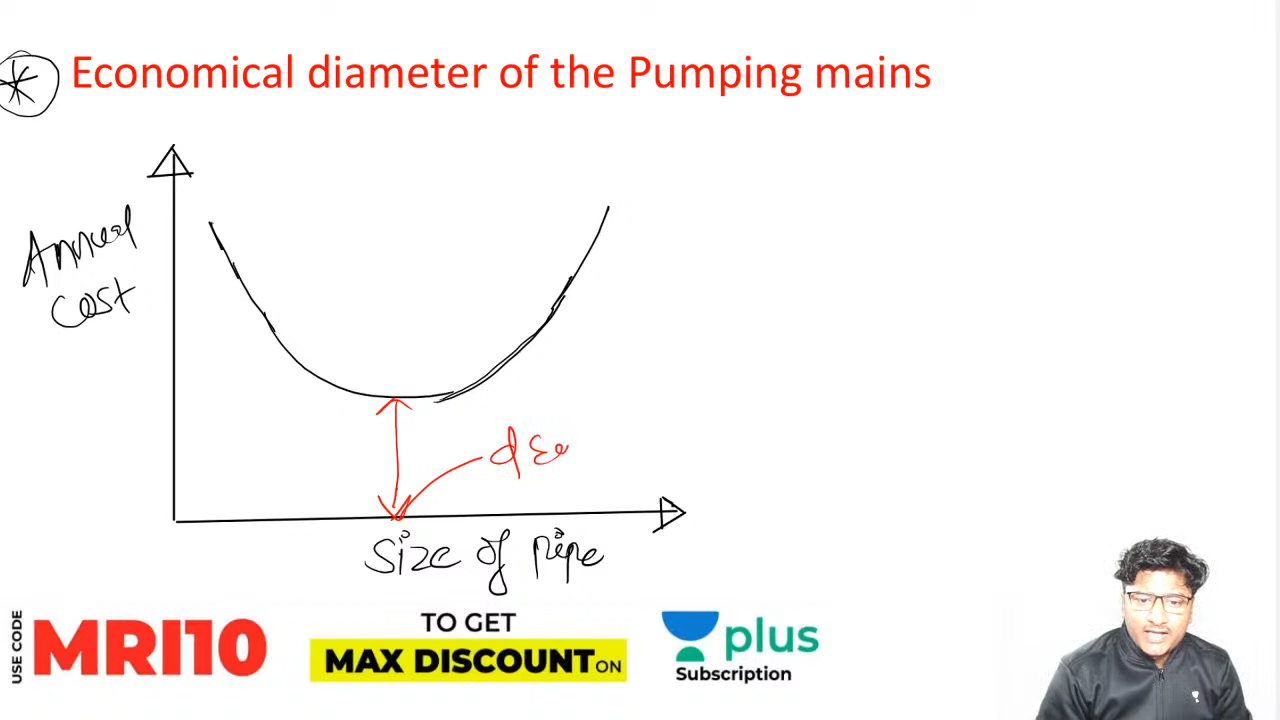 Economical diameter of the Pumping mains
Annual
cost
size of pipe
USE CODE
MRI10
TO GET
MAX DISCOUNT ON
plus
Subscription